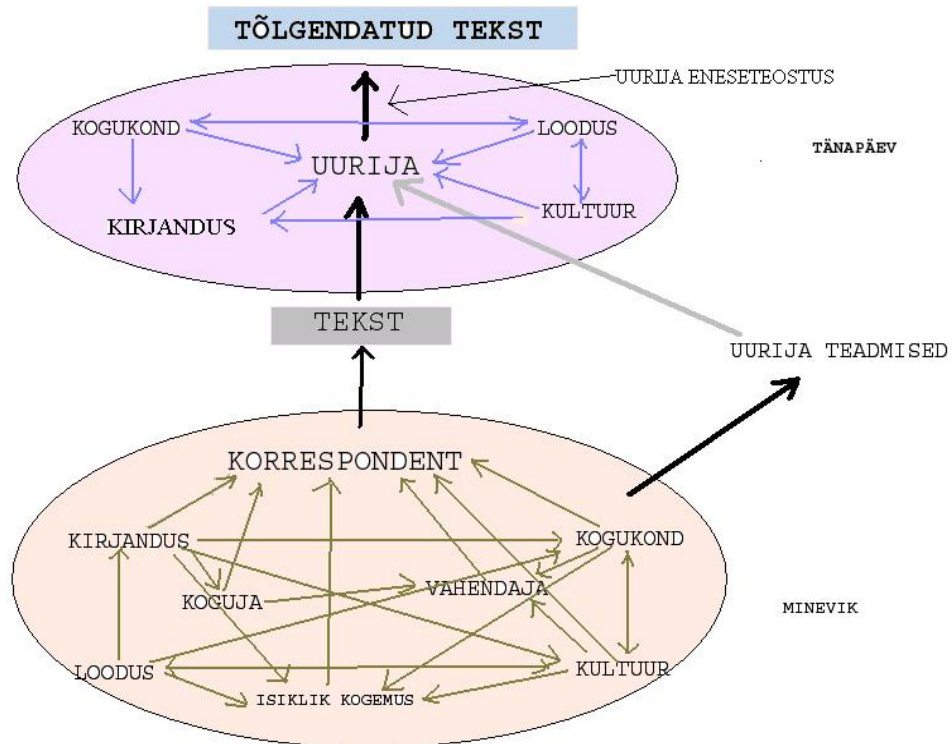 TÕLGENDATUD TEKST
UURIJA ENESETEOSTUS
KOGUKOND
LOODUS
TÄNAPÄEV
UURIJA
KIRJANDUS
KULTUUR
TEKST
UURIJA TEADMISED
KORRESPONDENT
KIRJANDUS
KOGUKOND
KOGUJA
VAHENDAJA
MINEVIK
LOODUS
KULTUUR
ISIKLIK KOGEMUS